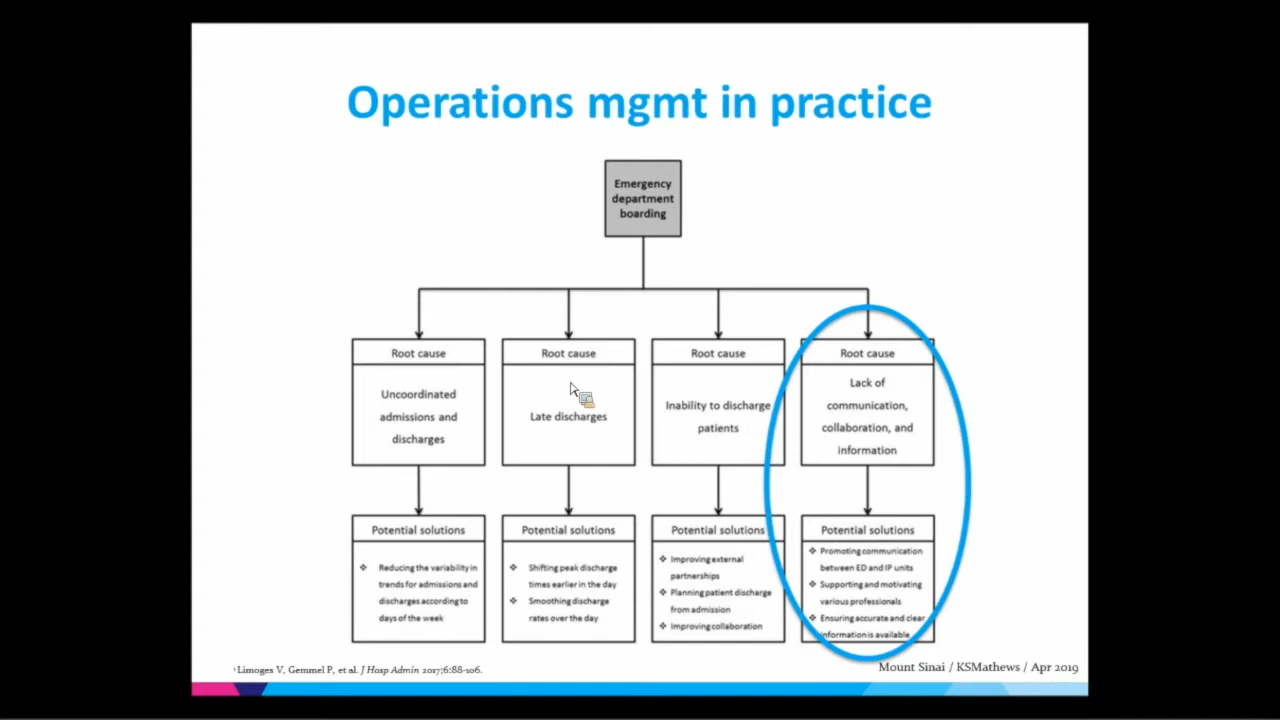 Operations mgmt in practice
Emergency
department
boarding
Root cause
Uncoordinated
admissions and
discharges
Root cause
Late discharges
Root cause
Inability to discharge
patients
Root cause
Lack of
communication,
collaboration, and
information
Potential solutions
❖ Reducing the variability in
trends for admissions and
discharges according to
days of the week
Potential solutions
❖ Shifting peak discharge
times earlier in the day
❖ Smoothing discharge
rates over the day
Potential solutions
❖ Improving external
partnerships
❖ Planning patient discharge
from admission
❖ Improving collaboration
Potential solutions
❖ Promoting communication
between ED and IP units
❖ Supporting and motivating
various professionals
❖ Ensuring accurate and clear
information is available
¹ Limoges V, Gemmel P, et al. J Hosp Admin 2017;6:88-106.
Mount Sinai / KSMathews / Apr 2019